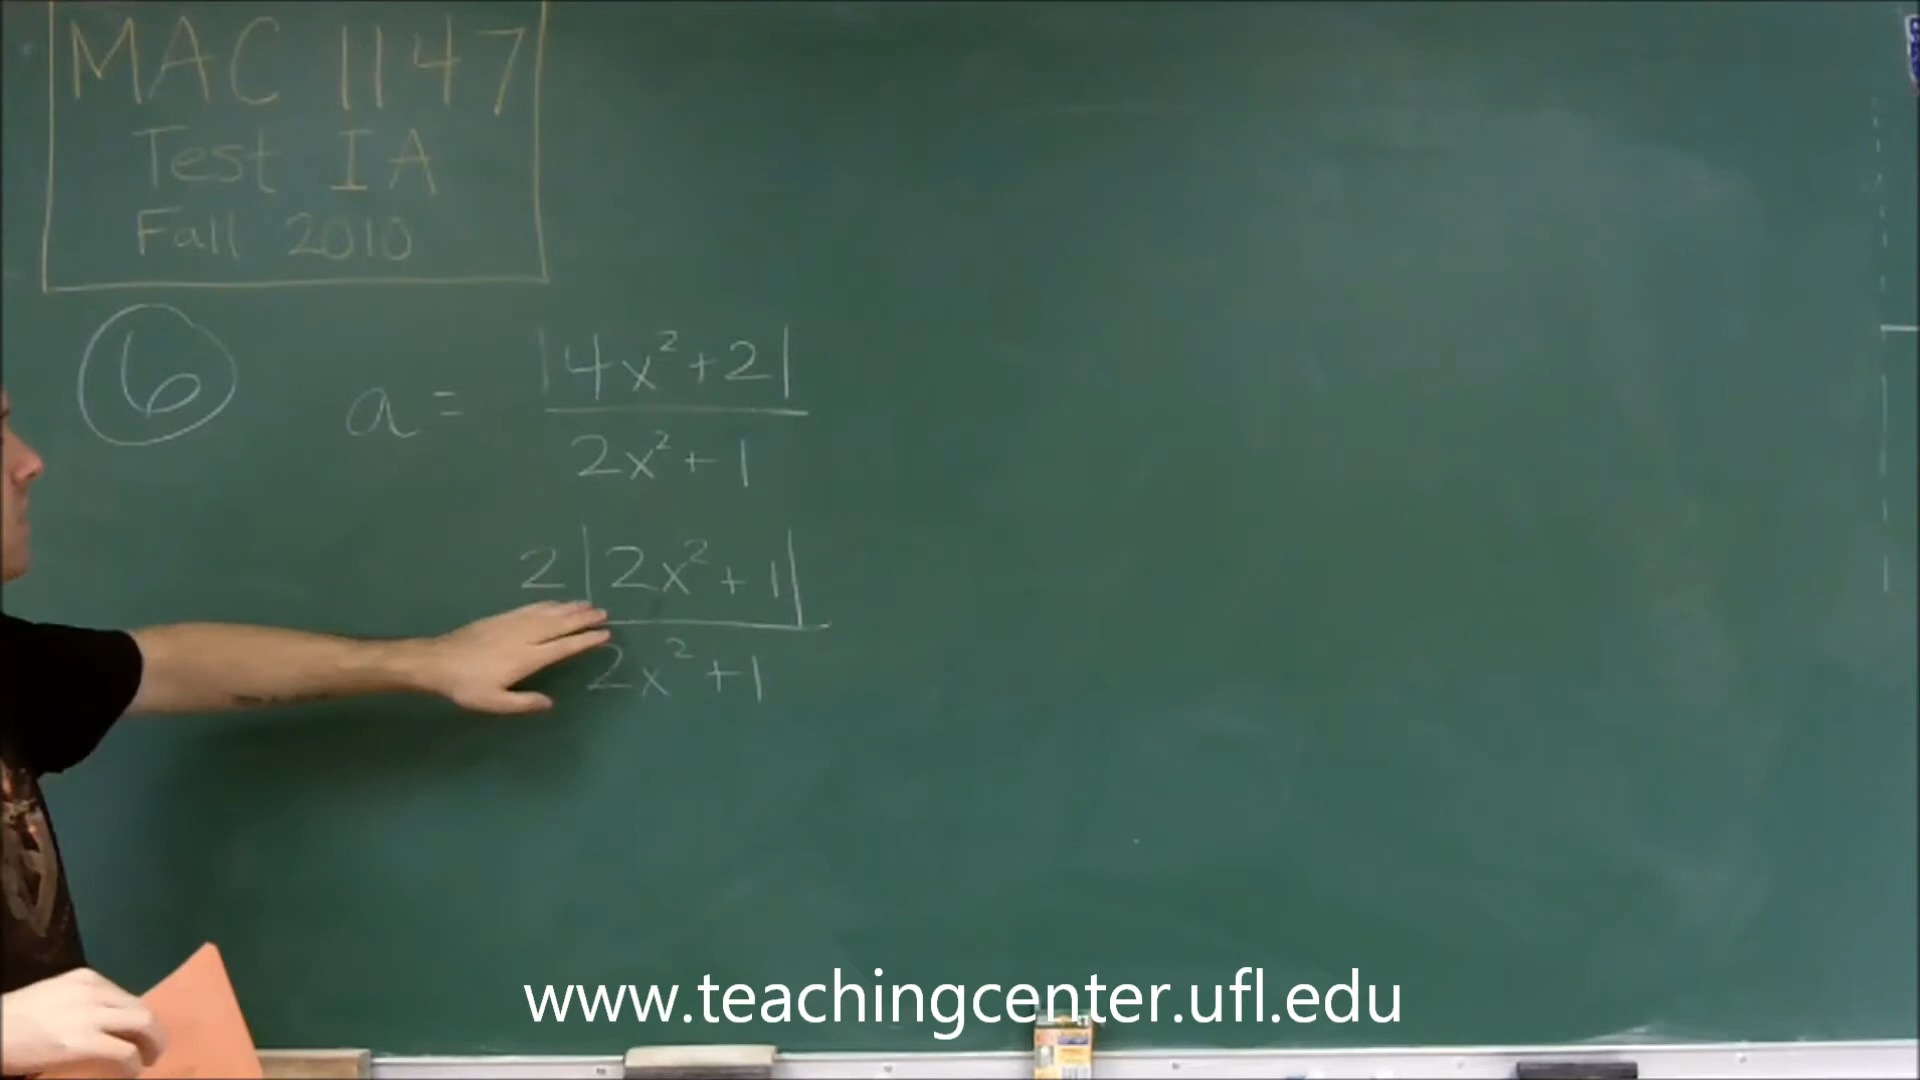 MAC 1147
Test I A
Fall 2010
6
a = |4x²+2| / 2x²+1
2|2x²+1| / 2x²+1
www.teachingcenter.ufl.edu